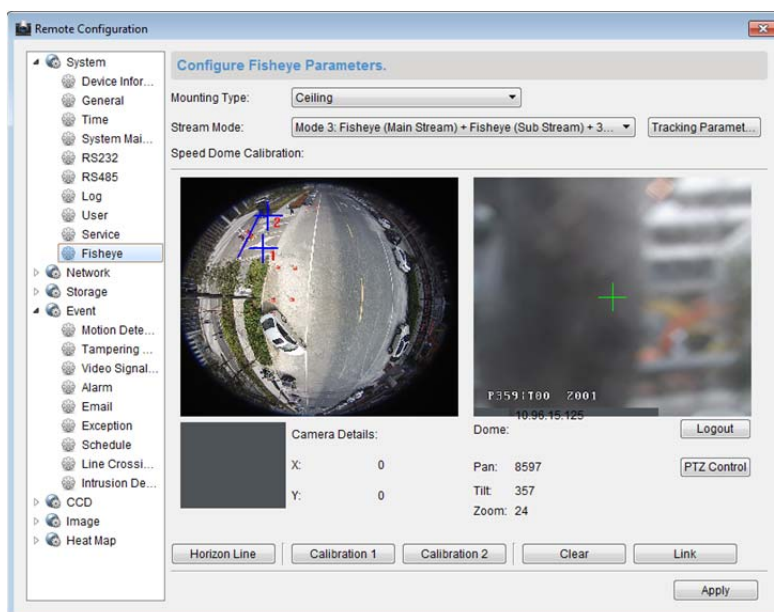 Remote Configuration
System
Device Infor...
General
Time
System Mai...
RS232
RS485
Log
User
Service
Fisheye
Network
Storage
Event
Motion Dete...
Tampering ...
Video Signal...
Alarm
Email
Exception
Schedule
Line Crossi...
Intrusion De...
CCD
Image
Heat Map
Configure Fisheye Parameters.
Mounting Type: Ceiling
Stream Mode: Mode 3: Fisheye (Main Stream) + Fisheye (Sub Stream) + 3... Tracking Paramet...
Speed Dome Calibration:
2
1
P359:T00 Z001
10.96.15.125
Camera Details:
X: 0
Y: 0
Dome: Logout
Pan: 8597 PTZ Control
Tilt: 357
Zoom: 24
Horizon Line Calibration 1 Calibration 2 Clear Link
Apply